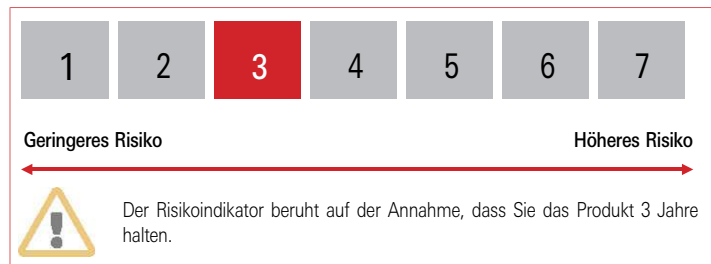 1 2 3 4 5 6 7
Geringeres Risiko Höheres Risiko
Der Risikoindikator beruht auf der Annahme, dass Sie das Produkt 3 Jahre
halten.